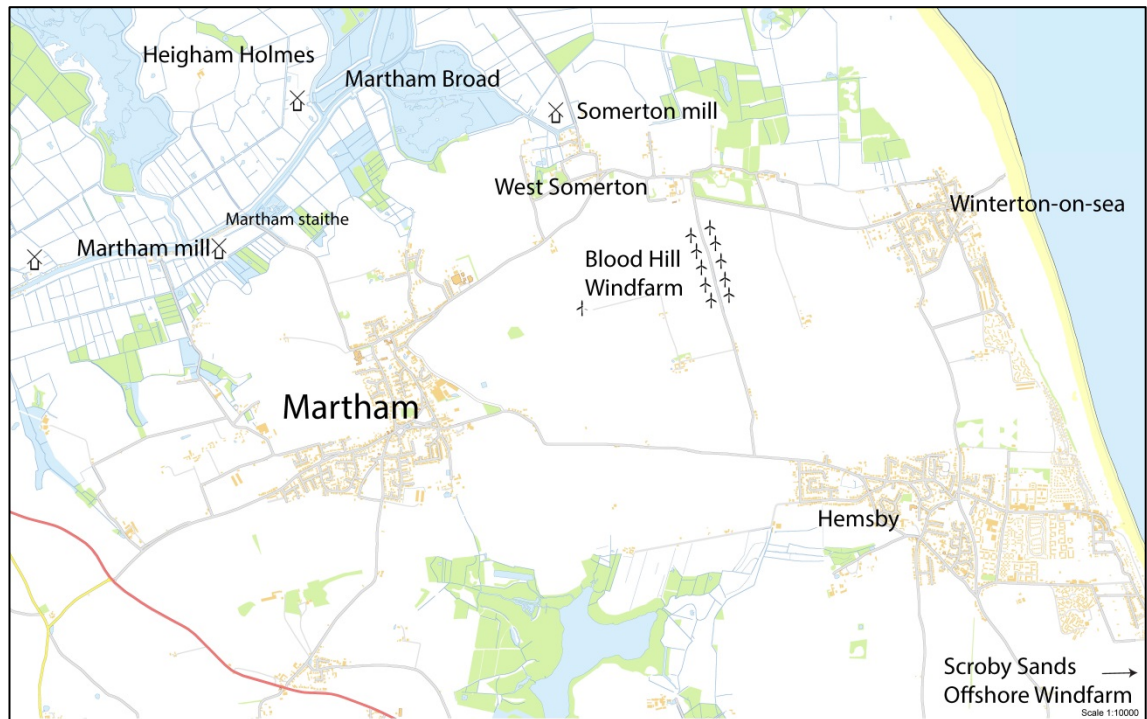 Heigham Holmes
Martham Broad
Somerton mill
West Somerton
Winterton-on-sea
Martham staithe
Martham mill
Blood Hill
Windfarm
Martham
Hemsby
Scroby Sands
Offshore Windfarm
Scale 1:10000